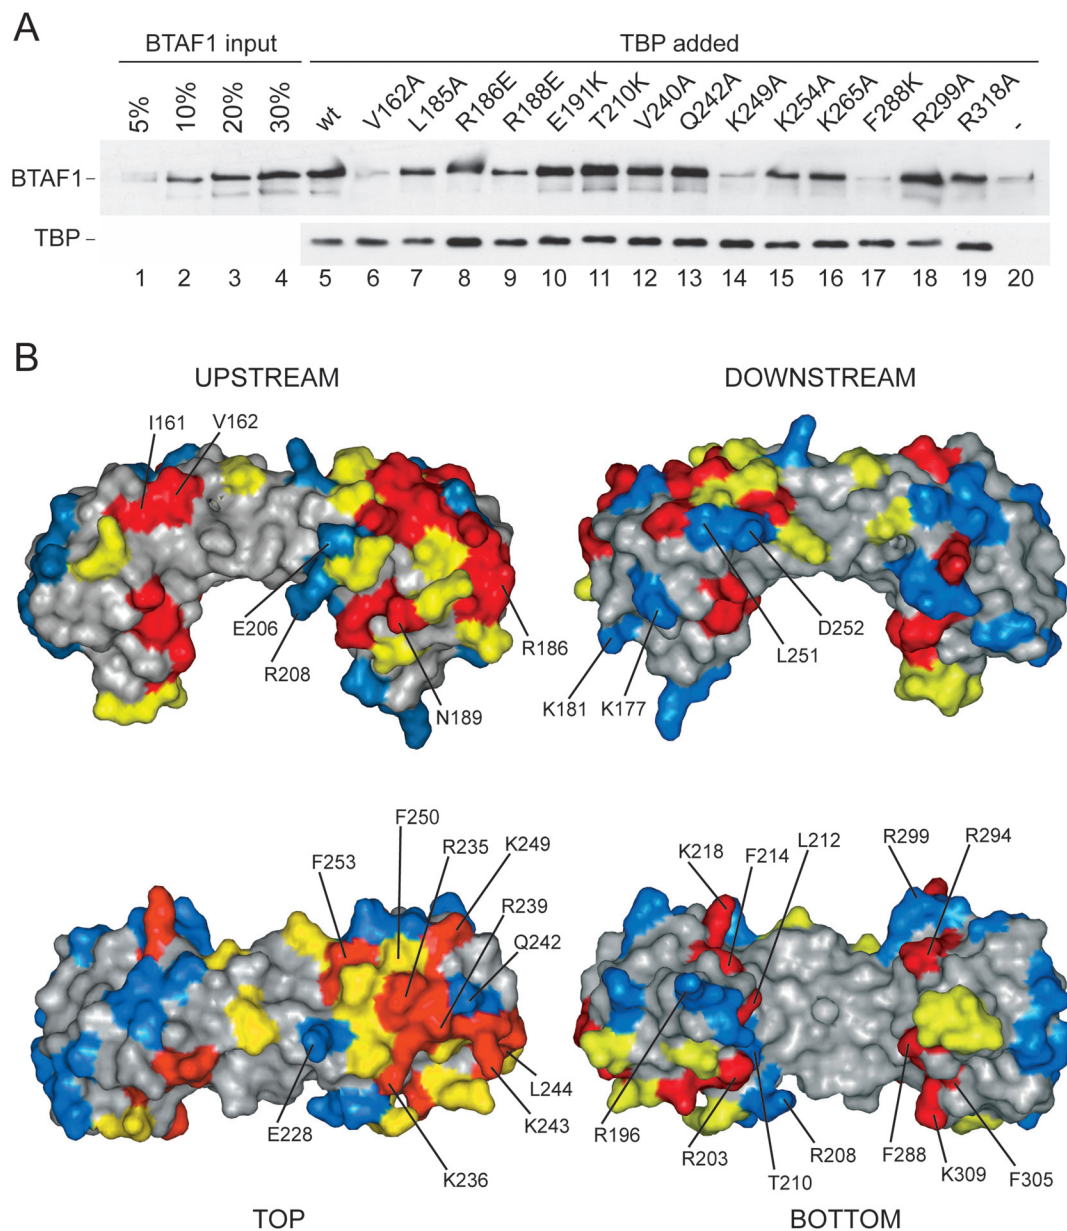 A
BTAF1 input
TBP added
5%
10%
20%
30%
wt
V162A
L185A
R186E
R188E
E191K
T210K
V240A
Q242A
K249A
K254A
K265A
F288K
R299A
R318A
-
BTAF1
TBP
1 2 3 4 5 6 7 8 9 10 11 12 13 14 15 16 17 18 19 20
B
UPSTREAM
DOWNSTREAM
I161
V162
E206
R208
N189
R186
K181
K177
L251
D252
F250
R235
K249
F253
R239
Q242
E228
K236
L244
K243
TOP
L212
R299
R294
K218
F214
R196
R203
T210
R208
F288
K309
F305
BOTTOM